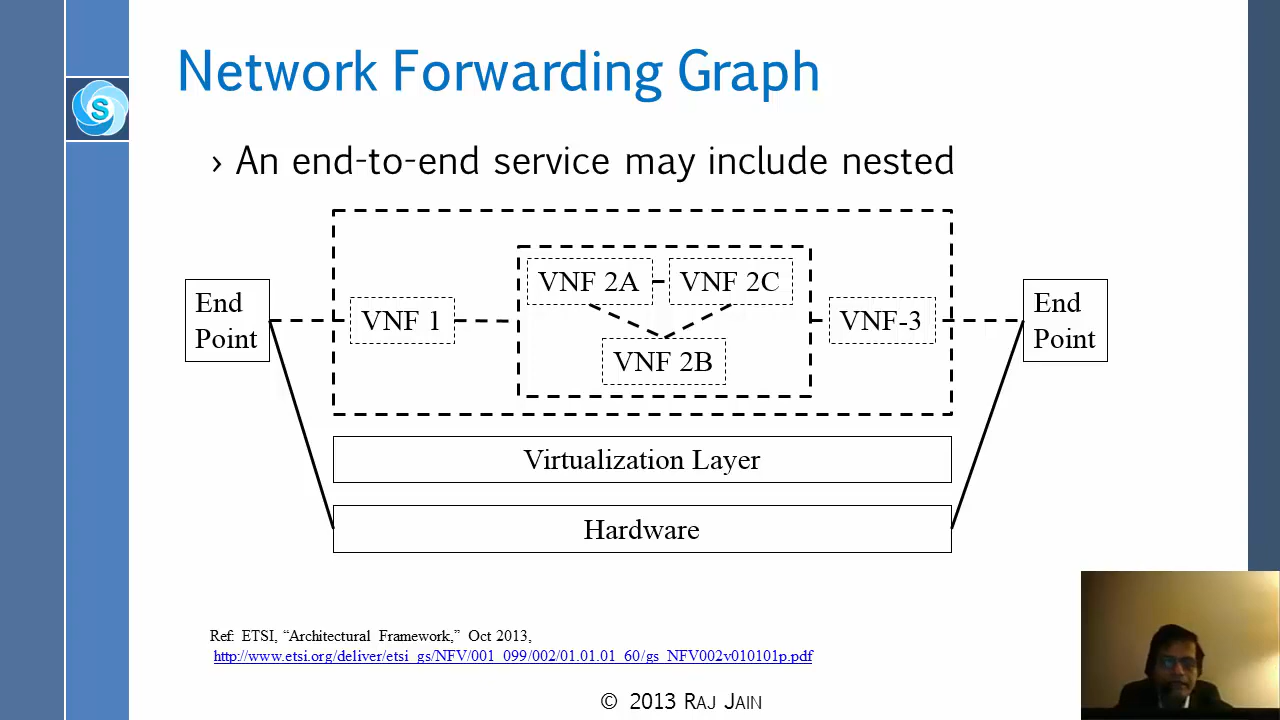 Network Forwarding Graph
S
› An end-to-end service may include nested
End
Point
VNF 1
VNF 2A
VNF 2C
VNF 2B
VNF-3
End
Point
Virtualization Layer
Hardware
Ref: ETSI, “Architectural Framework,” Oct 2013,
http://www.etsi.org/deliver/etsi_gs/NFV/001_099/002/01.01.01_60/gs_NFV002v010101p.pdf
© 2013 RAJ JAIN